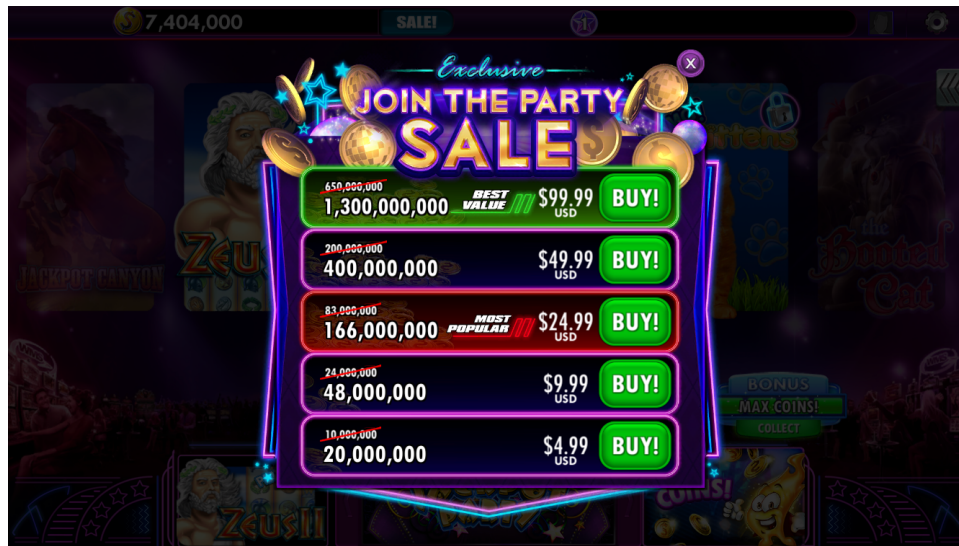 7,404,000
SALE!
1
Exclusive
X
JOIN THE PARTY
SALE
650,000,000
1,300,000,000
BEST
VALUE
$99.99
USD
BUY!
200,000,000
400,000,000
$49.99
USD
BUY!
83,000,000
166,000,000
MOST
POPULAR
$24.99
USD
BUY!
24,000,000
48,000,000
$9.99
USD
BUY!
10,000,000
20,000,000
$4.99
USD
BUY!
JACKPOT CANYON
ZEUS II
the
Booted
Cat
BONUS
MAX COINS!
COLLECT
ZEUS II
COINS!